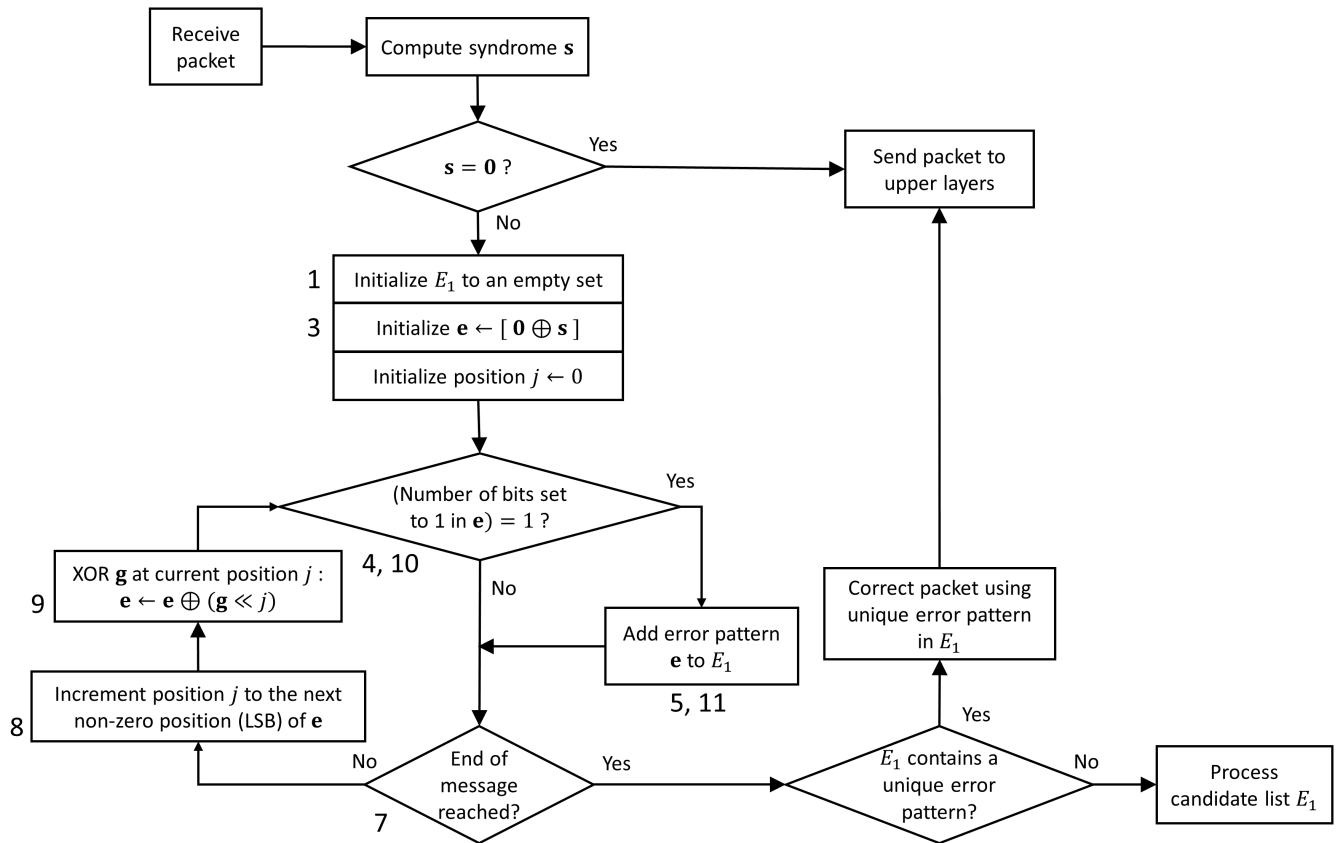 Receive
packet
Compute syndrome s
s = 0 ?
Yes
No
Send packet to
upper layers
1
Initialize E₁ to an empty set
3
Initialize e ← [ 0 ⊕ s ]
Initialize position j ← 0
(Number of bits set
to 1 in e) = 1 ?
Yes
4, 10
No
XOR g at current position j :
e ← e ⊕ (g ≪ j)
9
Add error pattern
e to E₁
5, 11
Correct packet using
unique error pattern
in E₁
Increment position j to the next
non-zero position (LSB) of e
8
End of
message
reached?
No
Yes
7
E₁ contains a
unique error
pattern?
Yes
No
Process
candidate list E₁